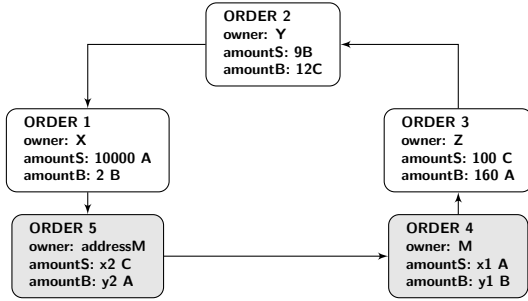 ORDER 2
owner: Y
amountS: 9B
amountB: 12C
ORDER 1
owner: X
amountS: 10000 A
amountB: 2 B
ORDER 3
owner: Z
amountS: 100 C
amountB: 160 A
ORDER 5
owner: addressM
amountS: x2 C
amountB: y2 A
ORDER 4
owner: M
amountS: x1 A
amountB: y1 B